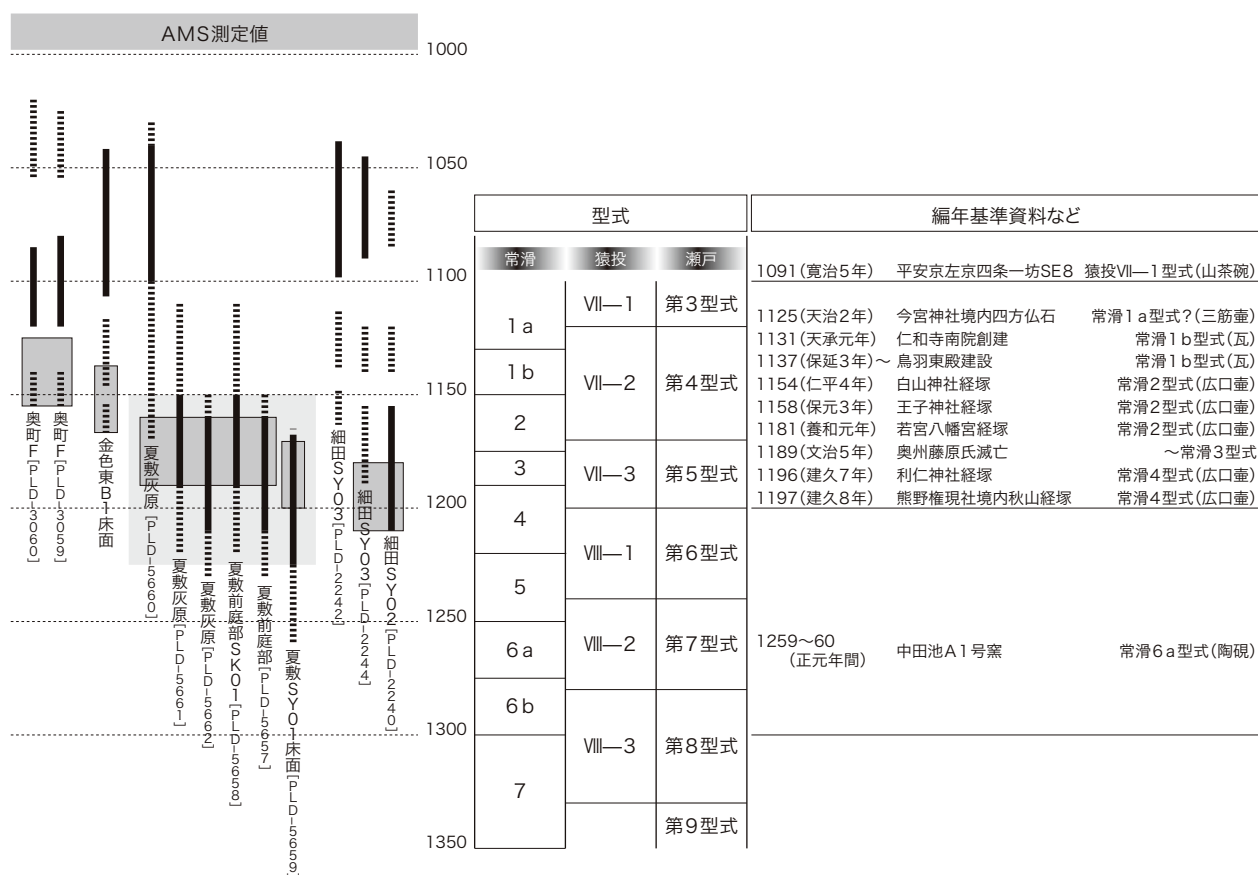 AMS測定値
1000
1050
1100
1150
1200
1250
1300
1350
奥町F[PLD-3060]
奥町F[PLD-3059]
金色東B1床面
夏敷灰原[PLD-5660]
夏敷灰原[PLD-5661]
夏敷灰原[PLD-5662]
夏敷前庭部SK01[PLD-5658]
夏敷前庭部[PLD-5657]
夏敷SY01床面[PLD-5659]
細田SY03[PLD-2242]
細田SY03[PLD-2244]
細田SY02[PLD-2240]
型式
常滑 猿投 瀬戸
1a
1b
2
3
4
5
6a
6b
7
Ⅶ—1
Ⅶ—2
Ⅶ—3
Ⅷ—1
Ⅷ—2
Ⅷ—3
第3型式
第4型式
第5型式
第6型式
第7型式
第8型式
第9型式
編年基準資料など
1091(寛治5年) 平安京左京四条一坊SE8 猿投Ⅶ—1型式(山茶碗)
1125(天治2年) 今宮神社境内四方仏石 常滑1a型式?(三筋壷)
1131(天承元年) 仁和寺南院創建 常滑1b型式(瓦)
1137(保延3年)～ 鳥羽東殿建設 常滑1b型式(瓦)
1154(仁平4年) 白山神社経塚 常滑2型式(広口壷)
1158(保元3年) 王子神社経塚 常滑2型式(広口壷)
1181(養和元年) 若宮八幡宮経塚 常滑2型式(広口壷)
1189(文治5年) 奥州藤原氏滅亡 ～常滑3型式
1196(建久7年) 利仁神社経塚 常滑4型式(広口壷)
1197(建久8年) 熊野権現社境内秋山経塚 常滑4型式(広口壷)
1259～60
(正元年間) 中田池A1号窯 常滑6a型式(陶硯)